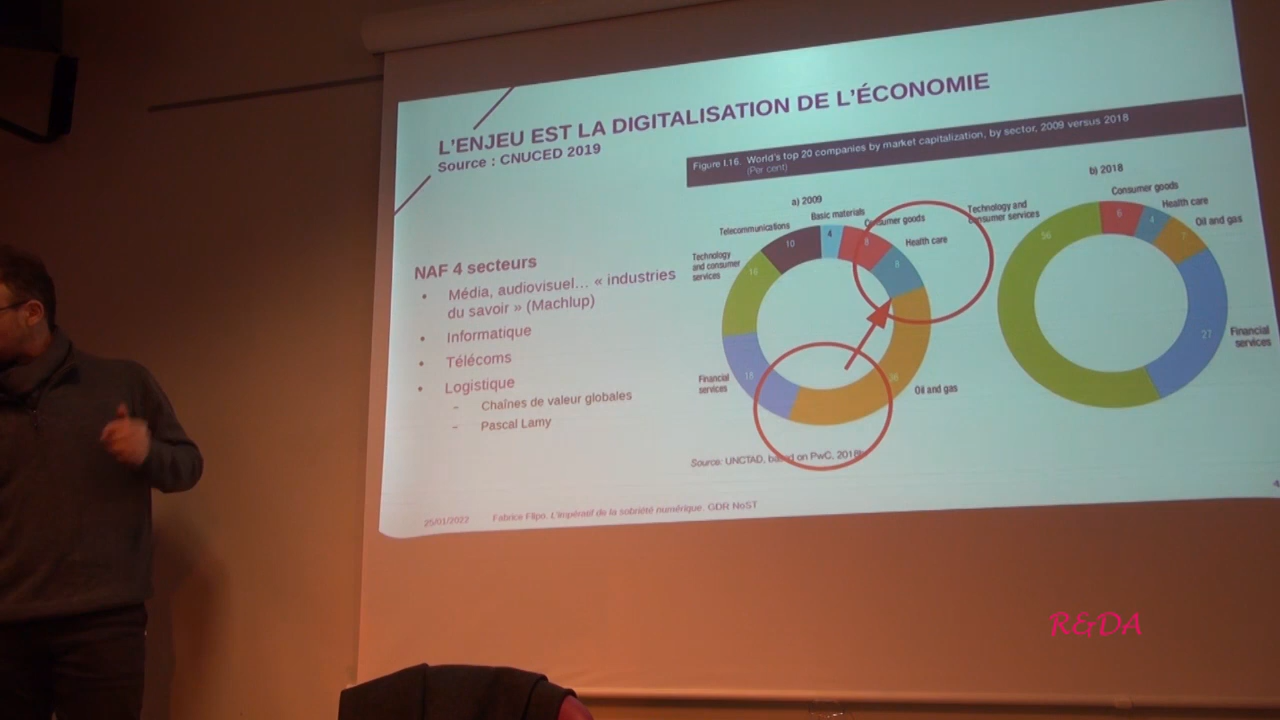 L'ENJEU EST LA DIGITALISATION DE L'ÉCONOMIE
Source : CNUCED 2019
NAF 4 secteurs
• Média, audiovisuel… « industries
du savoir » (Machlup)
• Informatique
• Télécoms
• Logistique
– Chaînes de valeur globales
– Pascal Lamy
Figure I.16. World's top 20 companies by market capitalization, by sector, 2009 versus 2018
(Per cent)
a) 2009
Telecommunications
Basic materials
Consumer goods
Health care
Technology
and consumer
services
Financial
services
Oil and gas
10
4
8
8
16
18
b) 2018
Technology and
consumer services
Consumer goods
Health care
Oil and gas
Financial
services
56
6
4
7
27
Source: UNCTAD, based on PwC, 2018b.
25/01/2022 Fabrice Flipo. L'impératif de la sobriété numérique. GDR NoST
R&DA